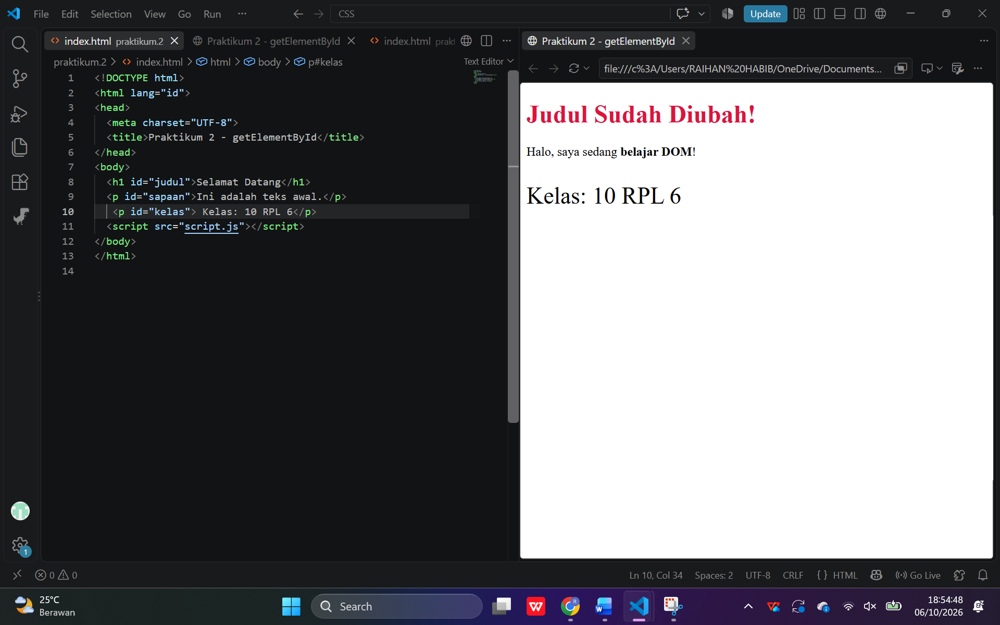 File Edit Selection View Go Run ··· CSS Update
index.html praktikum.2 Praktikum 2 - getElementById index.html
praktikum.2 > index.html > html > body > p#kelas Text Editor
1 <!DOCTYPE html>
2 <html lang="id">
3 <head>
4 <meta charset="UTF-8">
5 <title>Praktikum 2 - getElementById</title>
6 </head>
7 <body>
8 <h1 id="judul">Selamat Datang</h1>
9 <p id="sapaan">Ini adalah teks awal.</p>
10 <p id="kelas"> Kelas: 10 RPL 6</p>
11 <script src="script.js"></script>
12 </body>
13 </html>
14
Praktikum 2 - getElementById
file:///c%3A/Users/RAIHAN%20HABIB/OneDrive/Documents...
Judul Sudah Diubah!
Halo, saya sedang belajar DOM!
Kelas: 10 RPL 6
1
0 0 Ln 10, Col 34 Spaces: 2 UTF-8 CRLF { } HTML Go Live
25°C
Berawan
Search
18:54:48
06/10/2026